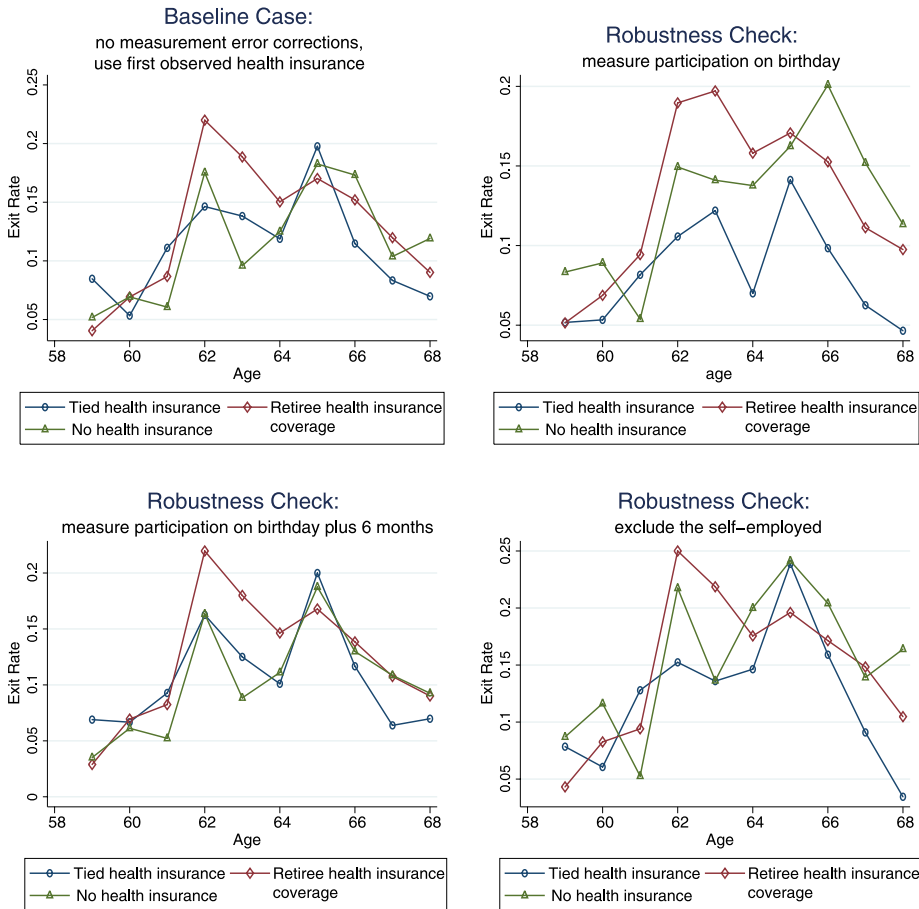 Baseline Case:
no measurement error corrections,
use first observed health insurance
Exit Rate
0.25
0.2
0.15
0.1
0.05
58 60 62 64 66 68
Age
Tied health insurance Retiree health insurance
No health insurance coverage
Robustness Check:
measure participation on birthday
Exit Rate
0.2
0.15
0.1
0.05
58 60 62 64 66 68
age
Tied health insurance Retiree health insurance
No health insurance coverage
Robustness Check:
measure participation on birthday plus 6 months
Exit Rate
0.2
0.15
0.1
0.05
0
58 60 62 64 66 68
Age
Tied health insurance Retiree health insurance
No health insurance coverage
Robustness Check:
exclude the self−employed
Exit Rate
0.25
0.2
0.15
0.1
0.05
58 60 62 64 66 68
Age
Tied health insurance Retiree health insurance
No health insurance coverage